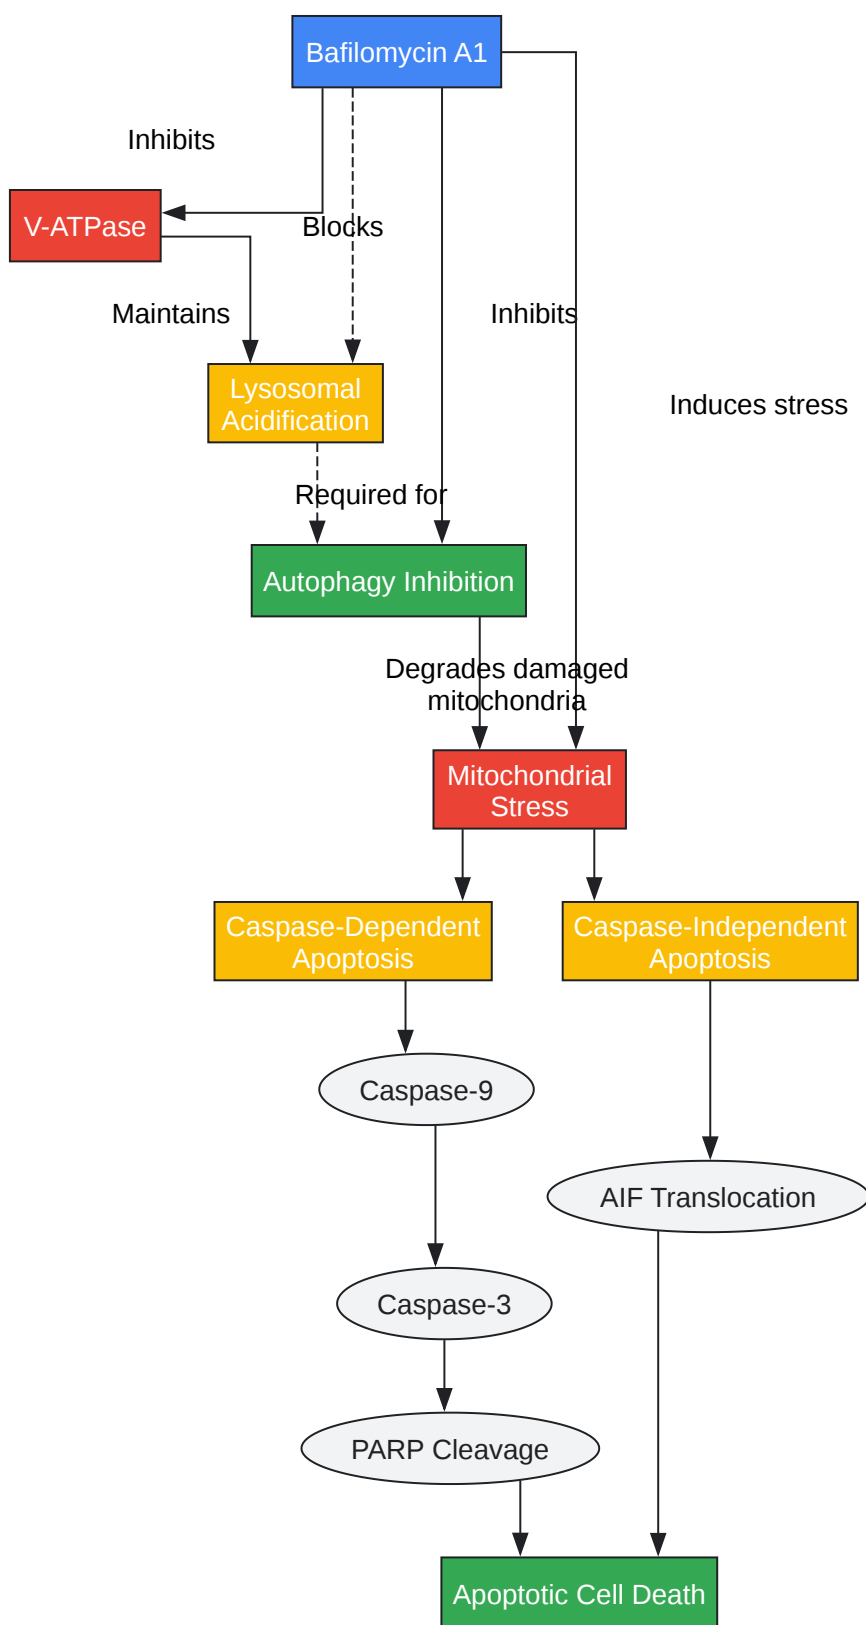 Bafilomycin A1
Inhibits
V-ATPase
Blocks
Maintains
Inhibits
Lysosomal
Acidification
Induces stress
Required for
Autophagy Inhibition
Degrades damaged
mitochondria
Mitochondrial
Stress
Caspase-Dependent
Apoptosis
Caspase-Independent
Apoptosis
Caspase-9
AIF Translocation
Caspase-3
PARP Cleavage
Apoptotic Cell Death